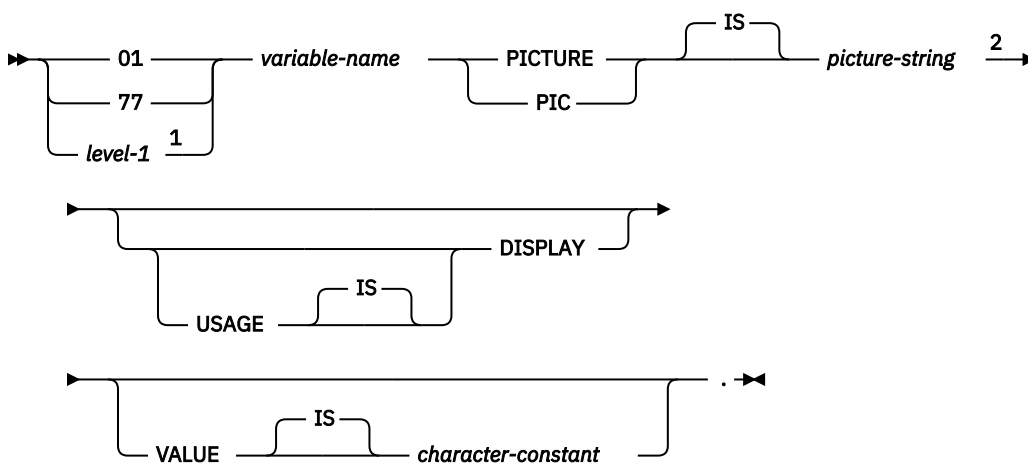 IS
01 variable-name PICTURE picture-string 2
77 PIC
level-1 1
DISPLAY
IS
USAGE
IS .
VALUE character-constant